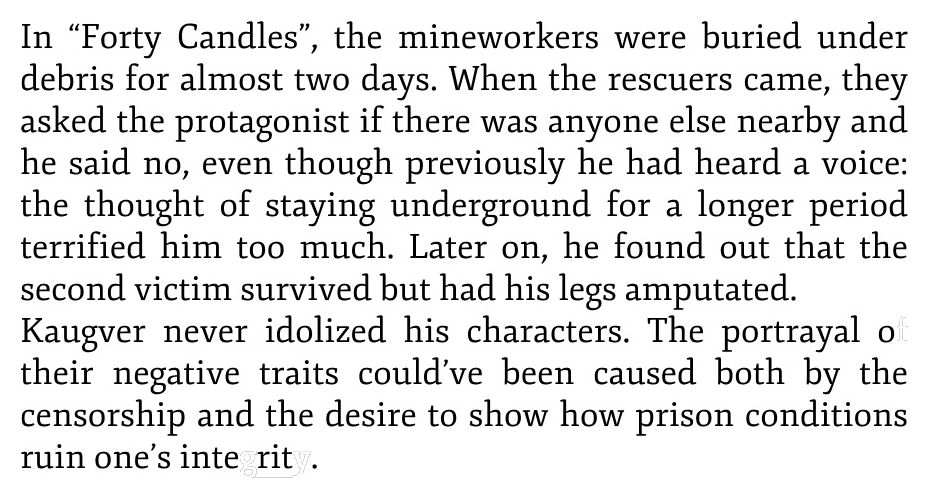 In “Forty Candles”, the mineworkers were buried under
debris for almost two days. When the rescuers came, they
asked the protagonist if there was anyone else nearby and
he said no, even though previously he had heard a voice:
the thought of staying underground for a longer period
terrified him too much. Later on, he found out that the
second victim survived but had his legs amputated.
Kaugver never idolized his characters. The portrayal of
their negative traits could’ve been caused both by the
censorship and the desire to show how prison conditions
ruin one’s integrity.